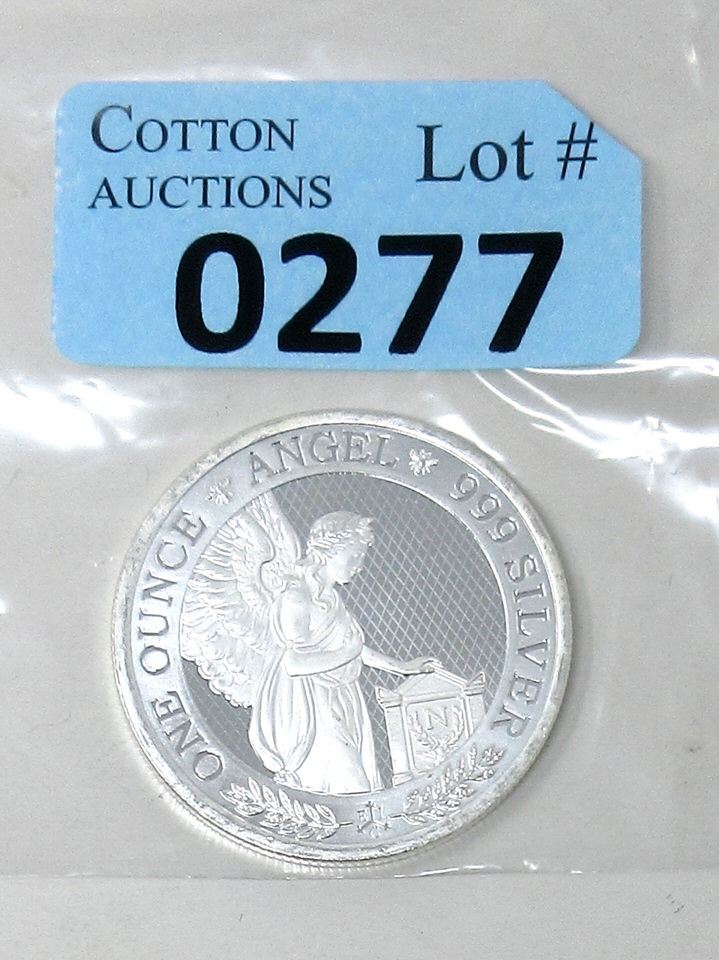 COTTON
AUCTIONS
Lot #
0277
ONE OUNCE ANGEL 999 SILVER
N